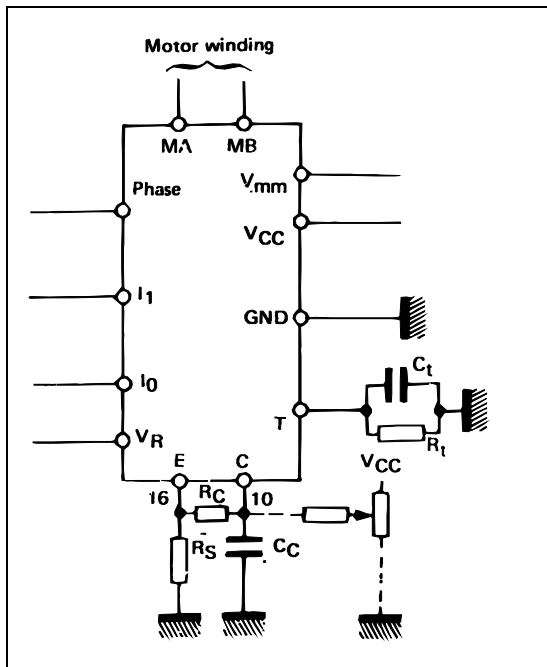 Motor winding
MA MB
Vmm
Phase
VCC
I1
GND
Ct
I0
T
Rt
VR
VCC
E C
16 RC 10
RS CC